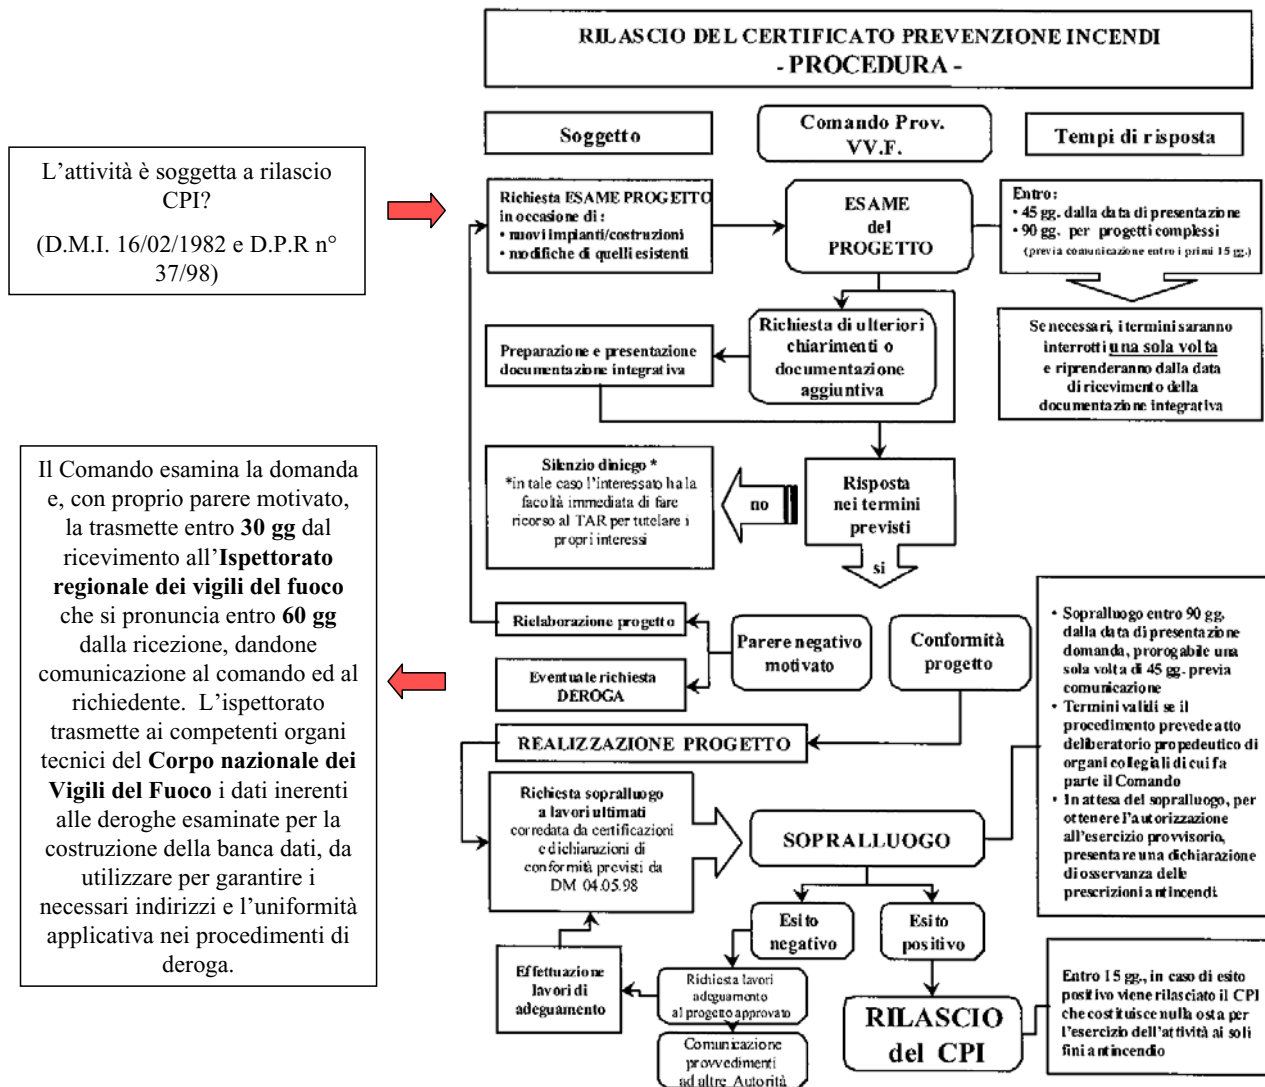 RILASCIO DEL CERTIFICATO PREVENZIONE INCENDI
- PROCEDURA -
Soggetto
Comando Prov.
VV.F.
Tempi di risposta
L'attività è soggetta a rilascio
CPI?
(D.M.I. 16/02/1982 e D.P.R n°
37/98)
Richiesta ESAME PROGETTO
in occasione di :
• nuovi impianti/costruzioni
• modifiche di quelli esistenti
ESAME
del
PROGETTO
Entro:
• 45 gg. dalla data di presentazione
• 90 gg. per progetti complessi
(previa comunicazione entro i primi 15 gg.)
Preparazione e presentazione
documentazione integrativa
Richiesta di ulteriori
chiarimenti o
documentazione
aggiuntiva
Se necessari, i termini saranno
interrotti una sola volta
e riprenderanno dalla data
di ricevimento della
documentazione integrativa
Silenzio diniego *
*in tale caso l'interessato ha la
facoltà immediata di fare
ricorso al TAR per tutelare i
propri interessi
no
Risposta
nei termini
previsti
si
Il Comando esamina la domanda
e, con proprio parere motivato,
la trasmette entro 30 gg dal
ricevimento all'Ispettorato
regionale dei vigili del fuoco
che si pronuncia entro 60 gg
dalla ricezione, dandone
comunicazione al comando ed al
richiedente. L'ispettorato
trasmette ai competenti organi
tecnici del Corpo nazionale dei
Vigili del Fuoco i dati inerenti
alle deroghe esaminate per la
costruzione della banca dati, da
utilizzare per garantire i
necessari indirizzi e l'uniformità
applicativa nei procedimenti di
deroga.
Rielaborazione progetto
Eventuale richiesta
DEROGA
Parere negativo
motivato
Conformità
progetto
REALIZZAZIONE PROGETTO
• Sopralluogo entro 90 gg.
dalla data di presentazione
domanda, prorogabile una
sola volta di 45 gg. previa
comunicazione
• Termini validi se il
procedimento prevede atto
deliberatorio propedeutico di
organi collegiali di cui fa
parte il Comando
• In attesa del sopralluogo, per
ottenere l'autorizzazione
all'esercizio provvisorio,
presentare una dichiarazione
di osservanza delle
prescrizioni antincendi.
Richiesta sopralluogo
a lavori ultimati
corredata da certificazioni
e dichiarazioni di
conformità previsti da
DM 04.05.98
SOPRALLUOGO
Esito
negativo
Esito
positivo
Effettuazione
lavori di
adeguamento
Richiesta lavori
adeguamento
al progetto approvato
Comunicazione
provvedimenti
ad altre Autorità
RILASCIO
del CPI
Entro 15 gg., in caso di esito
positivo viene rilasciato il CPI
che costituisce nulla osta per
l'esercizio dell'attività ai soli
fini antincendio